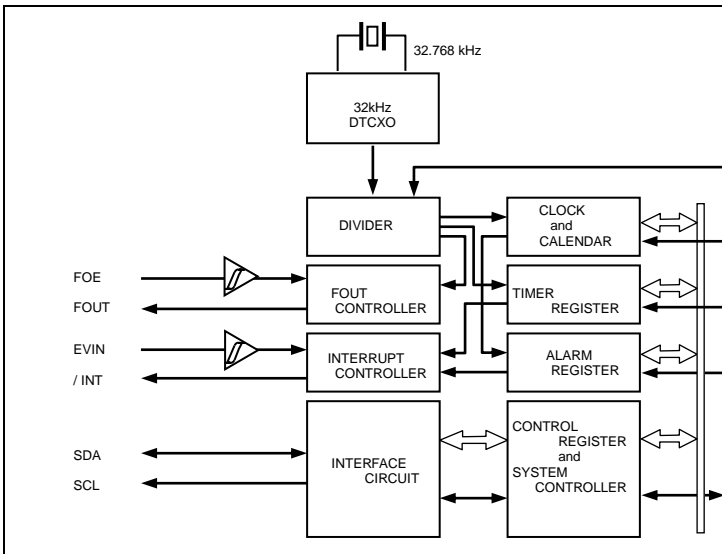 32.768 kHz
32kHz
DTCXO
DIVIDER
CLOCK
and
CALENDAR
FOE
FOUT
FOUT
CONTROLLER
TIMER
REGISTER
EVIN
/ INT
INTERRUPT
CONTROLLER
ALARM
REGISTER
SDA
SCL
INTERFACE
CIRCUIT
CONTROL
REGISTER
and
SYSTEM
CONTROLLER